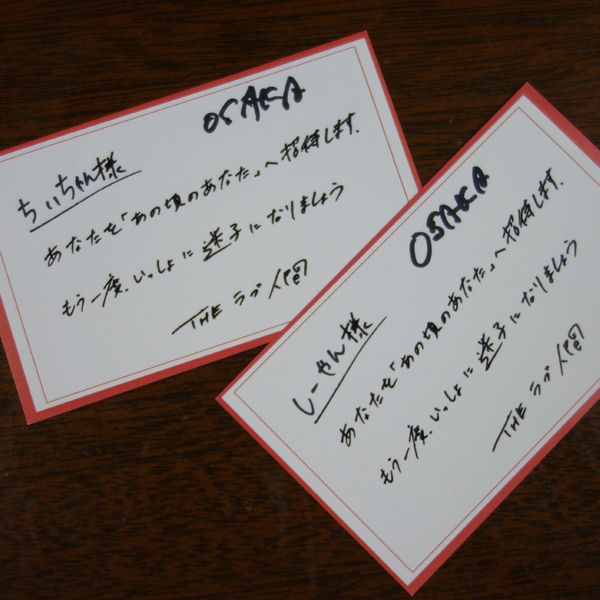 OSAKA
ちぃちゃん様
あなたを「あの頃のあなた」へ招待します.
もう一度、いっしょに迷子になりましょう
THE ラブ人間
OSAKA
しーやん様
あなたを「あの頃のあなた」へ招待します.
もう一度、いっしょに迷子になりましょう
THE ラブ人間